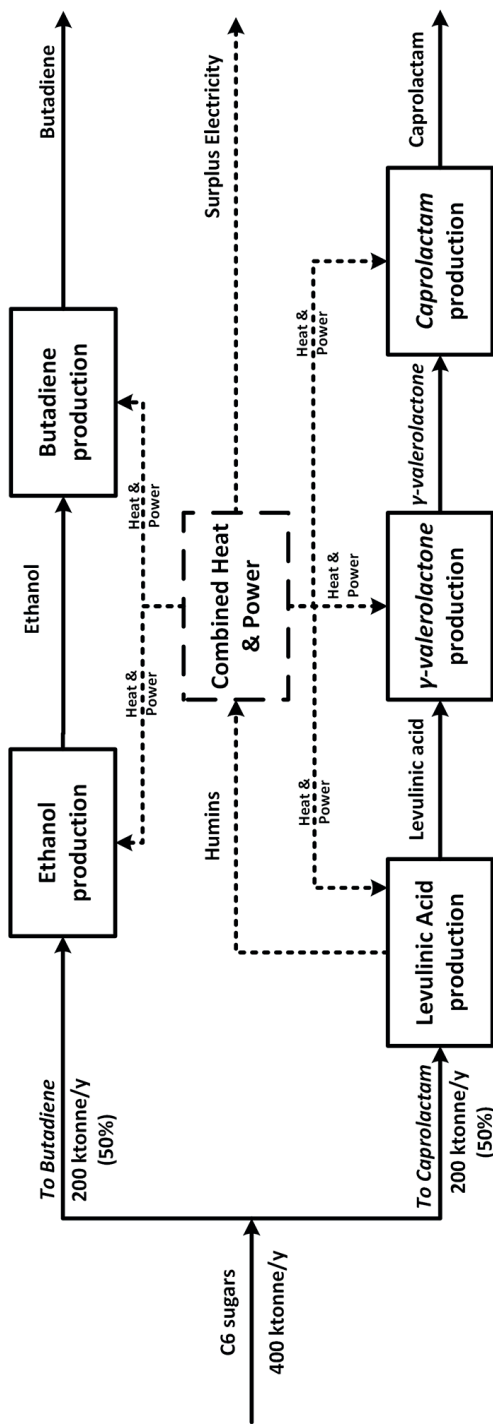 C6 sugars
400 ktonne/y
To Butadiene
200 ktonne/y
(50%)
Ethanol
production
Ethanol
Butadiene
production
Butadiene
Heat &
Power
Heat &
Power
Humins
Combined Heat
& Power
Surplus Electricity
Heat &
Power
Heat &
Power
Heat &
Power
To Caprolactam
200 ktonne/y
(50%)
Levulinic Acid
production
Levulinic acid
γ-valerolactone
production
γ-valerolactone
Caprolactam
production
Caprolactam